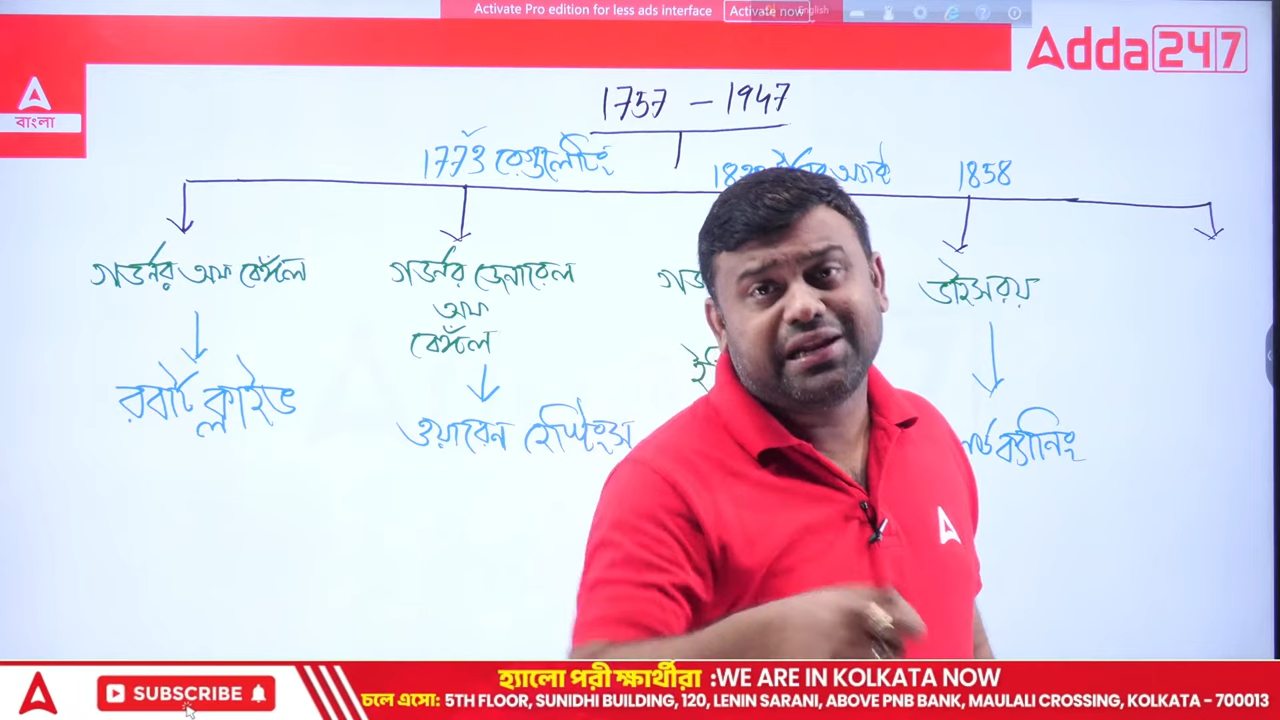 Activate Pro edition for less ads interface Activate now English
Adda247
বাংলা
1757 - 1947
1773 রেগুলেটিং
অ্যাক্ট
1858
গভর্নর অফ বেঙ্গল
গভর্নর জেনারেল
অফ
বেঙ্গল
ভাইসরয়
রবার্ট ক্লাইভ
ওয়ারেন হেস্টিংস
ক্যানিং
হ্যালো পরীক্ষার্থীরা :WE ARE IN KOLKATA NOW
SUBSCRIBE
চলে এসো: 5TH FLOOR, SUNIDHI BUILDING, 120, LENIN SARANI, ABOVE PNB BANK, MAULALI CROSSING, KOLKATA - 700013